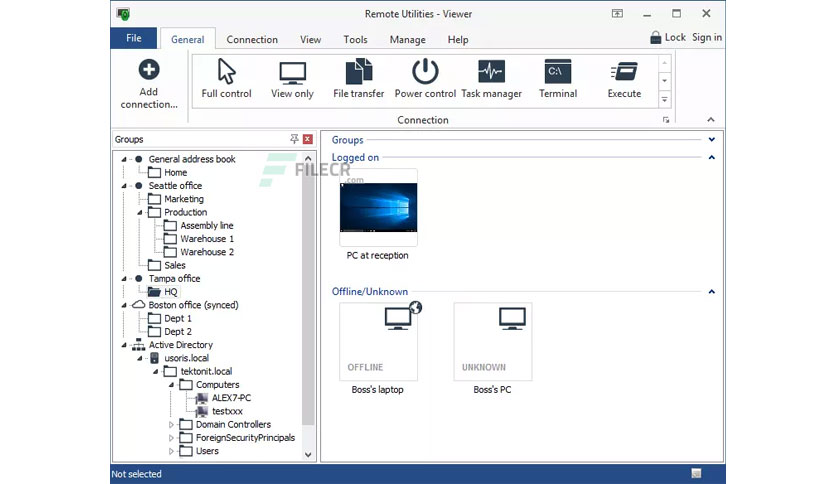 Remote Utilities - Viewer
File General Connection View Tools Manage Help Lock Sign in
Add connection...
Full control
View only
File transfer
Power control
Task manager
C:\
Terminal
Execute
Connection
Groups
General address book
Home
Seattle office
Marketing
Production
Assembly line
Warehouse 1
Warehouse 2
Sales
Tampa office
HQ
Boston office (synced)
Dept 1
Dept 2
Active Directory
usoris.local
tektonit.local
Computers
ALEX7-PC
testxxx
Domain Controllers
ForeignSecurityPrincipals
Users
Groups
Logged on
FILECR
.com
PC at reception
Offline/Unknown
OFFLINE
Boss's laptop
UNKNOWN
Boss's PC
Not selected